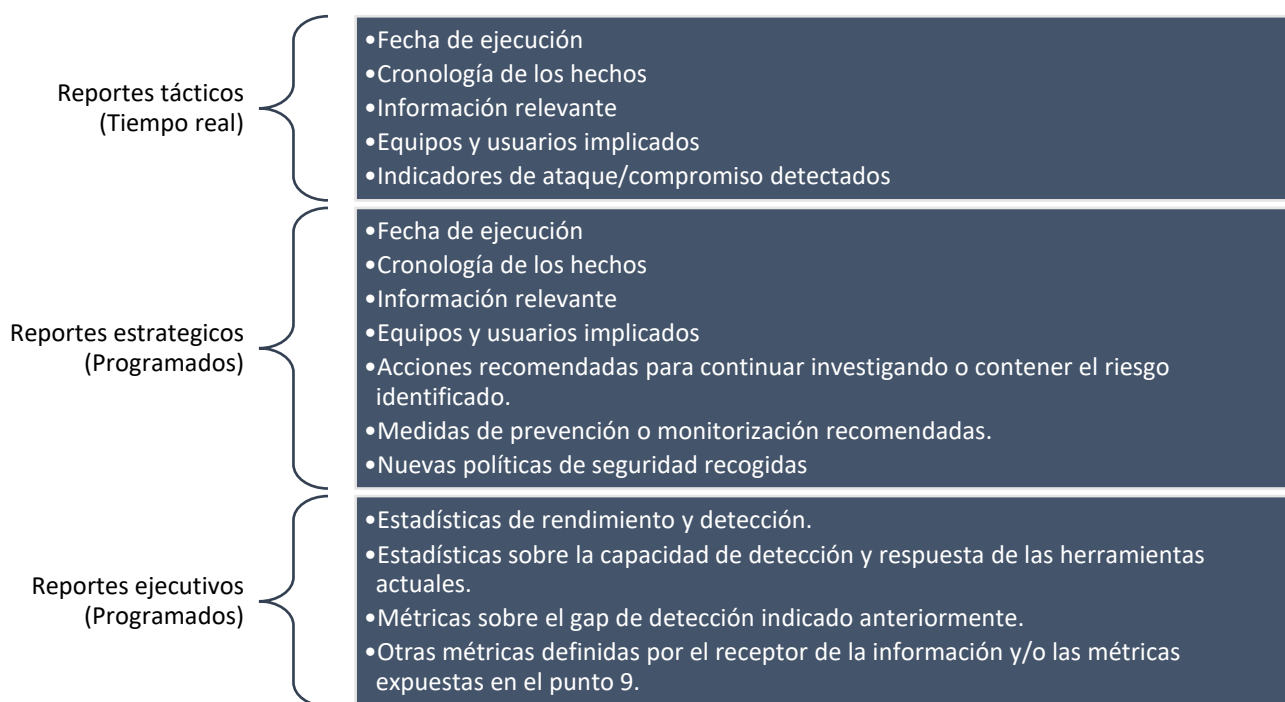 Reportes tácticos
(Tiempo real)
•Fecha de ejecución
•Cronología de los hechos
•Información relevante
•Equipos y usuarios implicados
•Indicadores de ataque/compromiso detectados
Reportes estrategicos
(Programados)
•Fecha de ejecución
•Cronología de los hechos
•Información relevante
•Equipos y usuarios implicados
•Acciones recomendadas para continuar investigando o contener el riesgo
identificado.
•Medidas de prevención o monitorización recomendadas.
•Nuevas políticas de seguridad recogidas
Reportes ejecutivos
(Programados)
•Estadísticas de rendimiento y detección.
•Estadísticas sobre la capacidad de detección y respuesta de las herramientas
actuales.
•Métricas sobre el gap de detección indicado anteriormente.
•Otras métricas definidas por el receptor de la información y/o las métricas
expuestas en el punto 9.